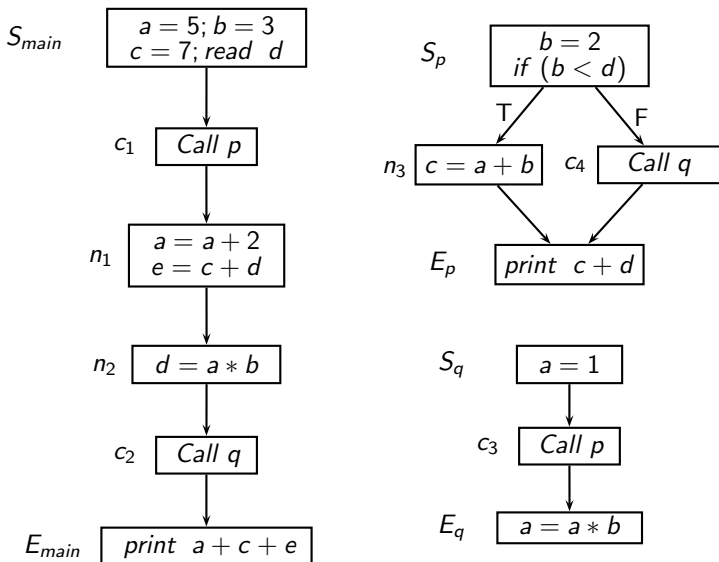 S_main
a = 5; b = 3
c = 7; read d
c_1
Call p
n_1
a = a + 2
e = c + d
n_2
d = a * b
c_2
Call q
E_main
print a + c + e
S_p
b = 2
if (b < d)
T
F
n_3
c = a + b
c_4
Call q
E_p
print c + d
S_q
a = 1
c_3
Call p
E_q
a = a * b